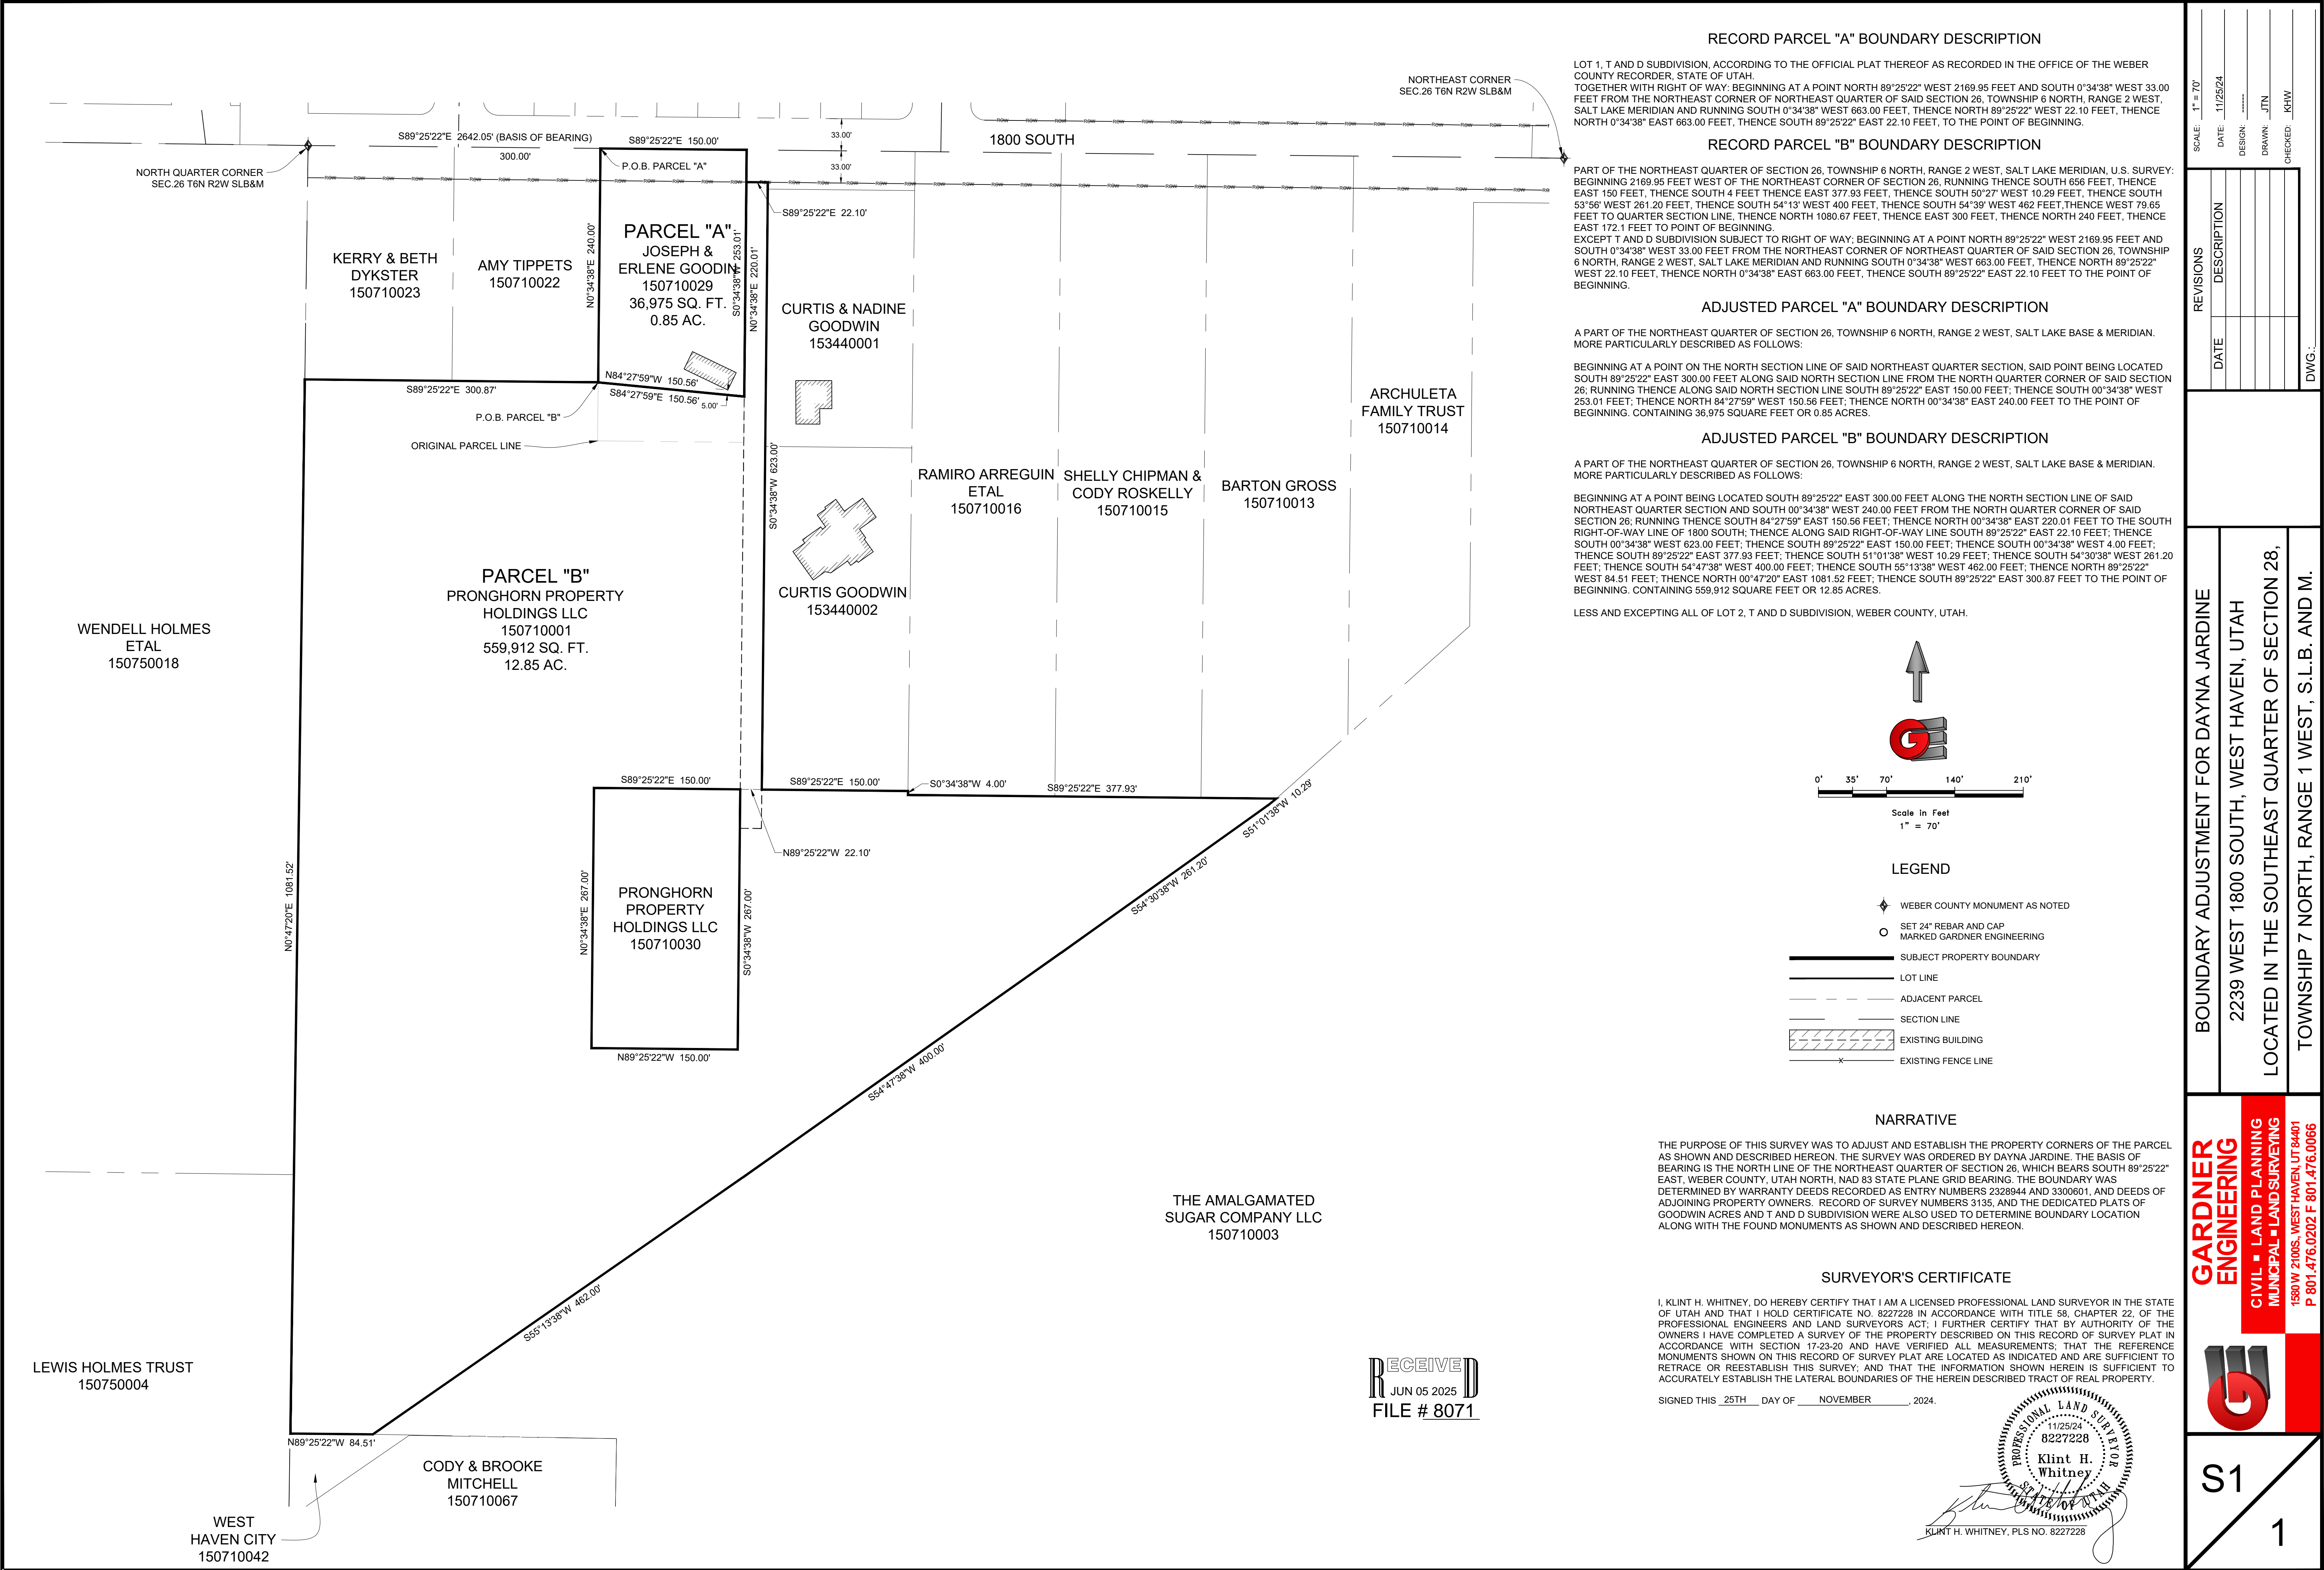 NORTHEAST CORNER
SEC.26 T6N R2W SLB&M
S89°25'22"E 2642.05' (BASIS OF BEARING)
300.00'
S89°25'22"E 150.00'
33.00'
33.00'
1800 SOUTH
NORTH QUARTER CORNER
SEC.26 T6N R2W SLB&M
P.O.B. PARCEL "A"
S89°25'22"E 22.10'
KERRY & BETH
DYKSTER
150710023
AMY TIPPETS
150710022
N0°34'38"E 240.00'
PARCEL "A"
JOSEPH &
ERLENE GOODIN
150710029
36,975 SQ. FT.
0.85 AC.
S0°34'38"W 253.01'
N0°34'38"E 220.01'
CURTIS & NADINE
GOODWIN
153440001
N84°27'59"W 150.56'
S84°27'59"E 150.56'
5.00'
S89°25'22"E 300.87'
P.O.B. PARCEL "B"
ORIGINAL PARCEL LINE
S0°34'38"W 623.00'
ARCHULETA
FAMILY TRUST
150710014
RAMIRO ARREGUIN
ETAL
150710016
SHELLY CHIPMAN &
CODY ROSKELLY
150710015
BARTON GROSS
150710013
PARCEL "B"
PRONGHORN PROPERTY
HOLDINGS LLC
150710001
559,912 SQ. FT.
12.85 AC.
CURTIS GOODWIN
153440002
WENDELL HOLMES
ETAL
150750018
S89°25'22"E 150.00'
S89°25'22"E 150.00'
S0°34'38"W 4.00'
S89°25'22"E 377.93'
S51°01'38"W 10.29'
N89°25'22"W 22.10'
S54°30'38"W 261.20'
N0°47'20"E 1081.52'
N0°34'38"E 267.00'
PRONGHORN
PROPERTY
HOLDINGS LLC
150710030
S0°34'38"W 267.00'
N89°25'22"W 150.00'
S54°47'38"W 400.00'
THE AMALGAMATED
SUGAR COMPANY LLC
150710003
S55°13'38"W 462.00'
LEWIS HOLMES TRUST
150750004
N89°25'22"W 84.51'
CODY & BROOKE
MITCHELL
150710067
WEST
HAVEN CITY
150710042
RECEIVED
JUN 05 2025
FILE # 8071
RECORD PARCEL "A" BOUNDARY DESCRIPTION
LOT 1, T AND D SUBDIVISION, ACCORDING TO THE OFFICIAL PLAT THEREOF AS RECORDED IN THE OFFICE OF THE WEBER
COUNTY RECORDER, STATE OF UTAH.
TOGETHER WITH RIGHT OF WAY: BEGINNING AT A POINT NORTH 89°25'22" WEST 2169.95 FEET AND SOUTH 0°34'38" WEST 33.00
FEET FROM THE NORTHEAST CORNER OF NORTHEAST QUARTER OF SAID SECTION 26, TOWNSHIP 6 NORTH, RANGE 2 WEST,
SALT LAKE MERIDIAN AND RUNNING SOUTH 0°34'38" WEST 663.00 FEET, THENCE NORTH 89°25'22" WEST 22.10 FEET, THENCE
NORTH 0°34'38" EAST 663.00 FEET, THENCE SOUTH 89°25'22" EAST 22.10 FEET, TO THE POINT OF BEGINNING.
RECORD PARCEL "B" BOUNDARY DESCRIPTION
PART OF THE NORTHEAST QUARTER OF SECTION 26, TOWNSHIP 6 NORTH, RANGE 2 WEST, SALT LAKE MERIDIAN, U.S. SURVEY:
BEGINNING 2169.95 FEET WEST OF THE NORTHEAST CORNER OF SECTION 26, RUNNING THENCE SOUTH 656 FEET, THENCE
EAST 150 FEET, THENCE SOUTH 4 FEET THENCE EAST 377.93 FEET, THENCE SOUTH 50°27' WEST 10.29 FEET, THENCE SOUTH
53°56' WEST 261.20 FEET, THENCE SOUTH 54°13' WEST 400 FEET, THENCE SOUTH 54°39' WEST 462 FEET,THENCE WEST 79.65
FEET TO QUARTER SECTION LINE, THENCE NORTH 1080.67 FEET, THENCE EAST 300 FEET, THENCE NORTH 240 FEET, THENCE
EAST 172.1 FEET TO POINT OF BEGINNING.
EXCEPT T AND D SUBDIVISION SUBJECT TO RIGHT OF WAY; BEGINNING AT A POINT NORTH 89°25'22" WEST 2169.95 FEET AND
SOUTH 0°34'38" WEST 33.00 FEET FROM THE NORTHEAST CORNER OF NORTHEAST QUARTER OF SAID SECTION 26, TOWNSHIP
6 NORTH, RANGE 2 WEST, SALT LAKE MERIDIAN AND RUNNING SOUTH 0°34'38" WEST 663.00 FEET, THENCE NORTH 89°25'22"
WEST 22.10 FEET, THENCE NORTH 0°34'38" EAST 663.00 FEET, THENCE SOUTH 89°25'22" EAST 22.10 FEET TO THE POINT OF
BEGINNING.
ADJUSTED PARCEL "A" BOUNDARY DESCRIPTION
A PART OF THE NORTHEAST QUARTER OF SECTION 26, TOWNSHIP 6 NORTH, RANGE 2 WEST, SALT LAKE BASE & MERIDIAN.
MORE PARTICULARLY DESCRIBED AS FOLLOWS:
BEGINNING AT A POINT ON THE NORTH SECTION LINE OF SAID NORTHEAST QUARTER SECTION, SAID POINT BEING LOCATED
SOUTH 89°25'22" EAST 300.00 FEET ALONG SAID NORTH SECTION LINE FROM THE NORTH QUARTER CORNER OF SAID SECTION
26; RUNNING THENCE ALONG SAID NORTH SECTION LINE SOUTH 89°25'22" EAST 150.00 FEET; THENCE SOUTH 00°34'38" WEST
253.01 FEET; THENCE NORTH 84°27'59" WEST 150.56 FEET; THENCE NORTH 00°34'38" EAST 240.00 FEET TO THE POINT OF
BEGINNING. CONTAINING 36,975 SQUARE FEET OR 0.85 ACRES.
ADJUSTED PARCEL "B" BOUNDARY DESCRIPTION
A PART OF THE NORTHEAST QUARTER OF SECTION 26, TOWNSHIP 6 NORTH, RANGE 2 WEST, SALT LAKE BASE & MERIDIAN.
MORE PARTICULARLY DESCRIBED AS FOLLOWS:
BEGINNING AT A POINT BEING LOCATED SOUTH 89°25'22" EAST 300.00 FEET ALONG THE NORTH SECTION LINE OF SAID
NORTHEAST QUARTER SECTION AND SOUTH 00°34'38" WEST 240.00 FEET FROM THE NORTH QUARTER CORNER OF SAID
SECTION 26; RUNNING THENCE SOUTH 84°27'59" EAST 150.56 FEET; THENCE NORTH 00°34'38" EAST 220.01 FEET TO THE SOUTH
RIGHT-OF-WAY LINE OF 1800 SOUTH; THENCE ALONG SAID RIGHT-OF-WAY LINE SOUTH 89°25'22" EAST 22.10 FEET; THENCE
SOUTH 00°34'38" WEST 623.00 FEET; THENCE SOUTH 89°25'22" EAST 150.00 FEET; THENCE SOUTH 00°34'38" WEST 4.00 FEET;
THENCE SOUTH 89°25'22" EAST 377.93 FEET; THENCE SOUTH 51°01'38" WEST 10.29 FEET; THENCE SOUTH 54°30'38" WEST 261.20
FEET; THENCE SOUTH 54°47'38" WEST 400.00 FEET; THENCE SOUTH 55°13'38" WEST 462.00 FEET; THENCE NORTH 89°25'22"
WEST 84.51 FEET; THENCE NORTH 00°47'20" EAST 1081.52 FEET; THENCE SOUTH 89°25'22" EAST 300.87 FEET TO THE POINT OF
BEGINNING. CONTAINING 559,912 SQUARE FEET OR 12.85 ACRES.
LESS AND EXCEPTING ALL OF LOT 2, T AND D SUBDIVISION, WEBER COUNTY, UTAH.
0' 35' 70' 140' 210'
Scale in Feet
1" = 70'
LEGEND
WEBER COUNTY MONUMENT AS NOTED
SET 24" REBAR AND CAP
MARKED GARDNER ENGINEERING
SUBJECT PROPERTY BOUNDARY
LOT LINE
ADJACENT PARCEL
SECTION LINE
EXISTING BUILDING
EXISTING FENCE LINE
NARRATIVE
THE PURPOSE OF THIS SURVEY WAS TO ADJUST AND ESTABLISH THE PROPERTY CORNERS OF THE PARCEL
AS SHOWN AND DESCRIBED HEREON. THE SURVEY WAS ORDERED BY DAYNA JARDINE. THE BASIS OF
BEARING IS THE NORTH LINE OF THE NORTHEAST QUARTER OF SECTION 26, WHICH BEARS SOUTH 89°25'22"
EAST, WEBER COUNTY, UTAH NORTH, NAD 83 STATE PLANE GRID BEARING. THE BOUNDARY WAS
DETERMINED BY WARRANTY DEEDS RECORDED AS ENTRY NUMBERS 2328944 AND 3300601, AND DEEDS OF
ADJOINING PROPERTY OWNERS. RECORD OF SURVEY NUMBERS 3135, AND THE DEDICATED PLATS OF
GOODWIN ACRES AND T AND D SUBDIVISION WERE ALSO USED TO DETERMINE BOUNDARY LOCATION
ALONG WITH THE FOUND MONUMENTS AS SHOWN AND DESCRIBED HEREON.
SURVEYOR'S CERTIFICATE
I, KLINT H. WHITNEY, DO HEREBY CERTIFY THAT I AM A LICENSED PROFESSIONAL LAND SURVEYOR IN THE STATE
OF UTAH AND THAT I HOLD CERTIFICATE NO. 8227228 IN ACCORDANCE WITH TITLE 58, CHAPTER 22, OF THE
PROFESSIONAL ENGINEERS AND LAND SURVEYORS ACT; I FURTHER CERTIFY THAT BY AUTHORITY OF THE
OWNERS I HAVE COMPLETED A SURVEY OF THE PROPERTY DESCRIBED ON THIS RECORD OF SURVEY PLAT IN
ACCORDANCE WITH SECTION 17-23-20 AND HAVE VERIFIED ALL MEASUREMENTS; THAT THE REFERENCE
MONUMENTS SHOWN ON THIS RECORD OF SURVEY PLAT ARE LOCATED AS INDICATED AND ARE SUFFICIENT TO
RETRACE OR REESTABLISH THIS SURVEY; AND THAT THE INFORMATION SHOWN HEREIN IS SUFFICIENT TO
ACCURATELY ESTABLISH THE LATERAL BOUNDARIES OF THE HEREIN DESCRIBED TRACT OF REAL PROPERTY.
SIGNED THIS 25TH DAY OF NOVEMBER , 2024.
PROFESSIONAL LAND SURVEYOR
11/25/24
8227228
Klint H.
Whitney
STATE OF UTAH
KLINT H. WHITNEY, PLS NO. 8227228
SCALE: 1" = 70'
DATE: 11/25/24
DESIGN: ------
DRAWN: JTN
CHECKED: KHW
REVISIONS
DATE DESCRIPTION
DWG.:
BOUNDARY ADJUSTMENT FOR DAYNA JARDINE
2239 WEST 1800 SOUTH, WEST HAVEN, UTAH
LOCATED IN THE SOUTHEAST QUARTER OF SECTION 28,
TOWNSHIP 7 NORTH, RANGE 1 WEST, S.L.B. AND M.
GARDNER
ENGINEERING
CIVIL ▪ LAND PLANNING
MUNICIPAL ▪ LAND SURVEYING
1580 W 2100S., WEST HAVEN, UT 84401
P 801.476.0202 F 801.476.0066
S1
1